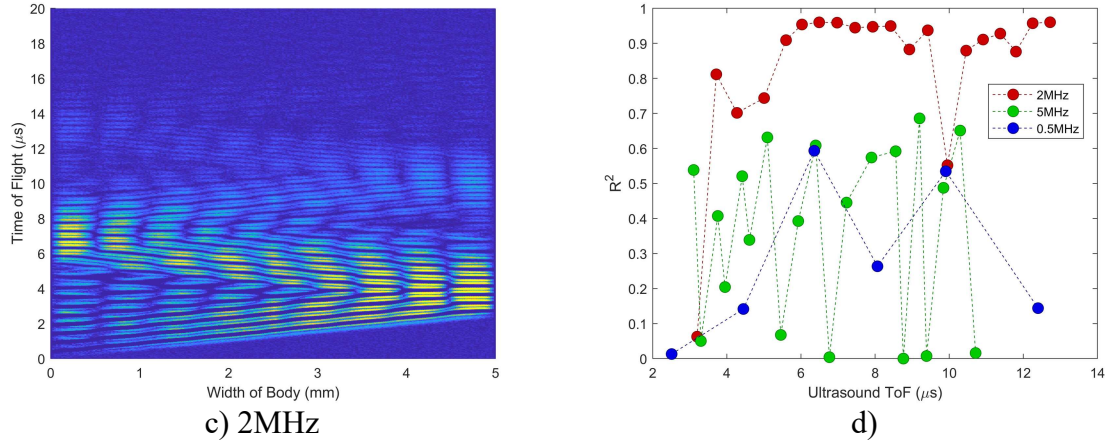 20
18
16
14
12
10
8
6
4
2
0
Time of Flight (μs)
0 1 2 3 4 5
Width of Body (mm)
c) 2MHz
1
0.9
0.8
0.7
0.6
0.5
0.4
0.3
0.2
0.1
0
R²
2MHz
5MHz
0.5MHz
2 4 6 8 10 12 14
Ultrasound ToF (μs)
d)